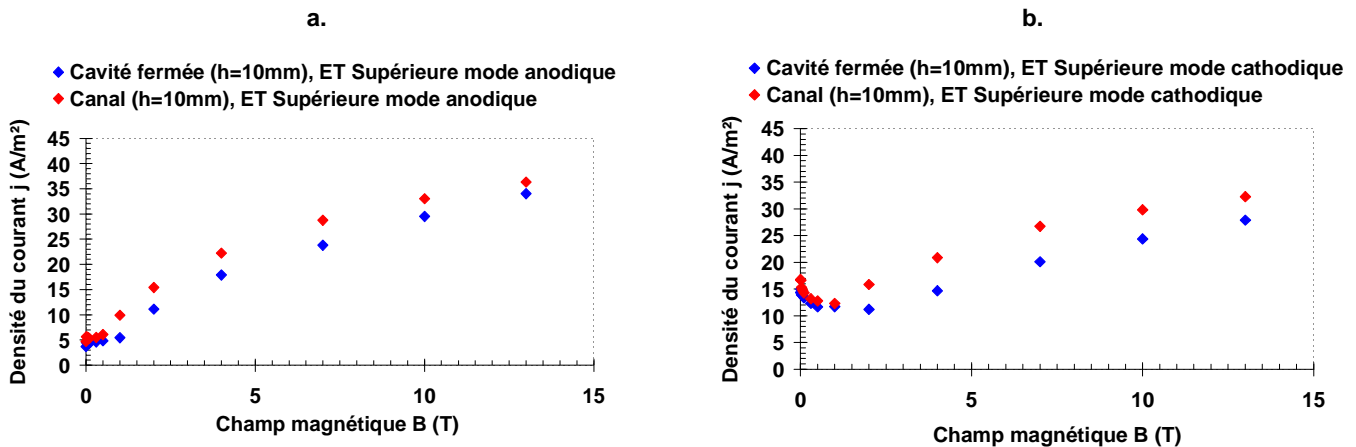 a.
◆ Cavité fermée (h=10mm), ET Supérieure mode anodique
◆ Canal (h=10mm), ET Supérieure mode anodique
Densité du courant j (A/m²)
45
40
35
30
25
20
15
10
5
0
0 5 10 15
Champ magnétique B (T)
b.
◆ Cavité fermée (h=10mm), ET Supérieure mode cathodique
◆ Canal (h=10mm), ET Supérieure mode cathodique
Densité du courant j (A/m²)
45
40
35
30
25
20
15
10
5
0
0 5 10 15
Champ magnétique B (T)